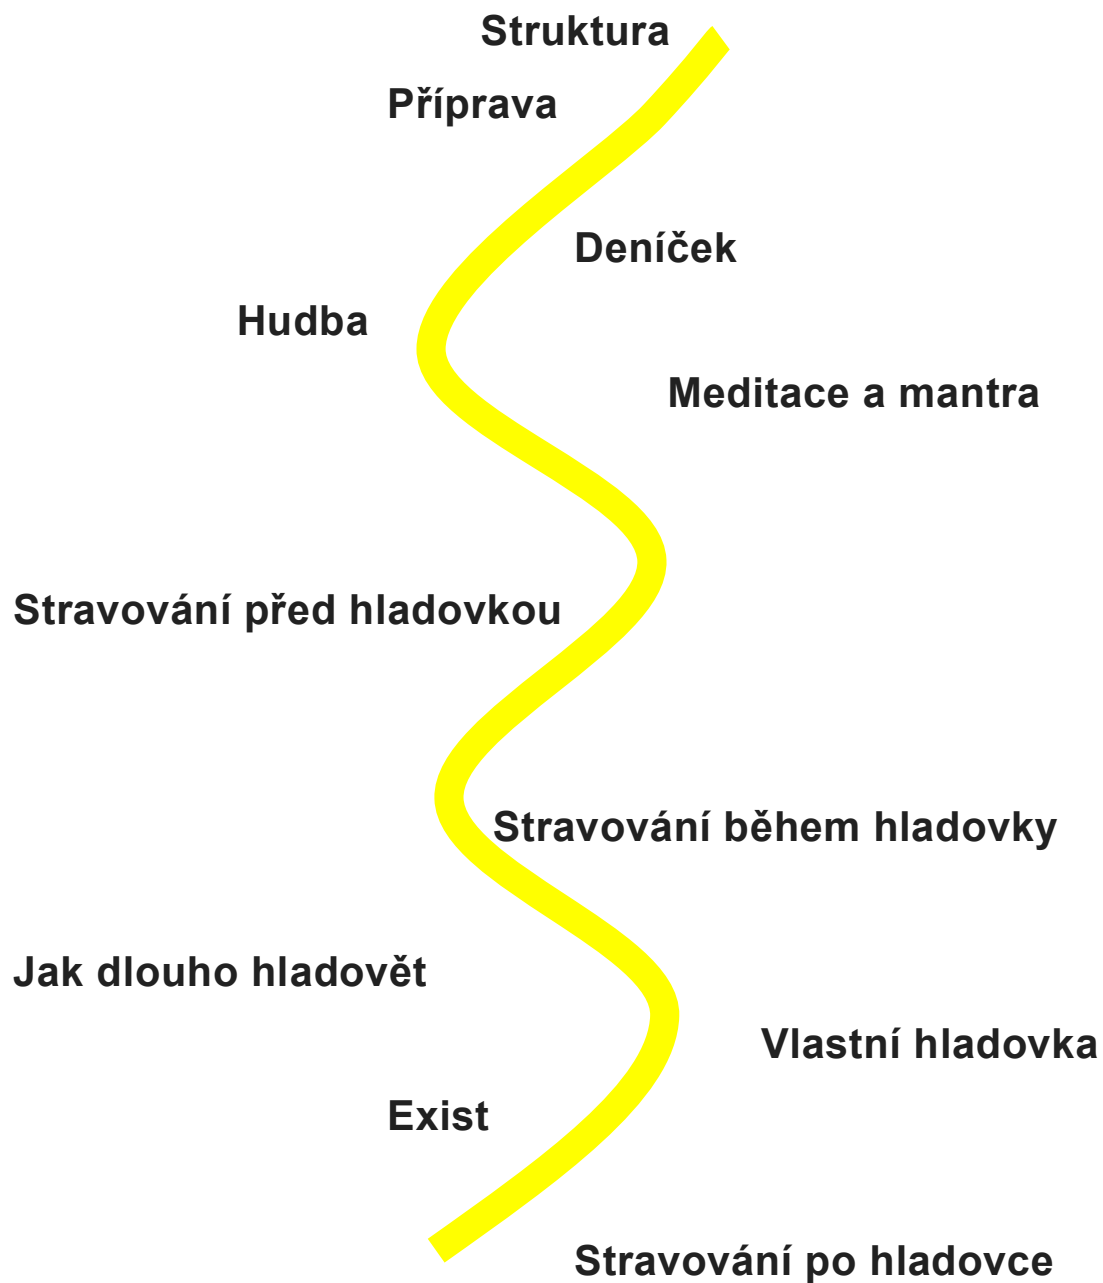 Struktura
Příprava
Deníček
Hudba
Meditace a mantra
Stravování před hladovkou
Stravování během hladovky
Jak dlouho hladovět
Vlastní hladovka
Exist
Stravování po hladovce